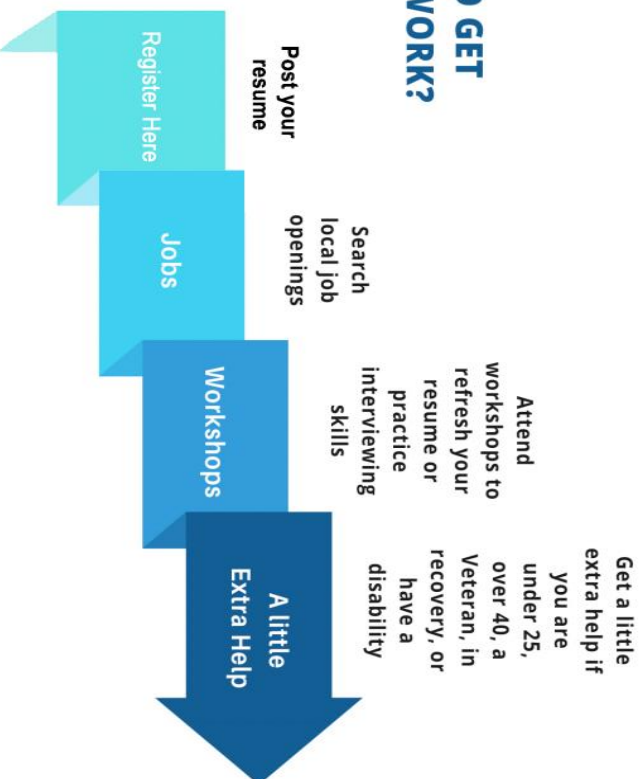 O GET
WORK?
Post your
resume
Register Here
Search
local job
openings
Jobs
Attend
workshops to
refresh your
resume or
practice
interviewing
skills
Workshops
Get a little
extra help if
you are
under 25,
over 40, a
Veteran, in
recovery, or
have a
disability
A little
Extra Help